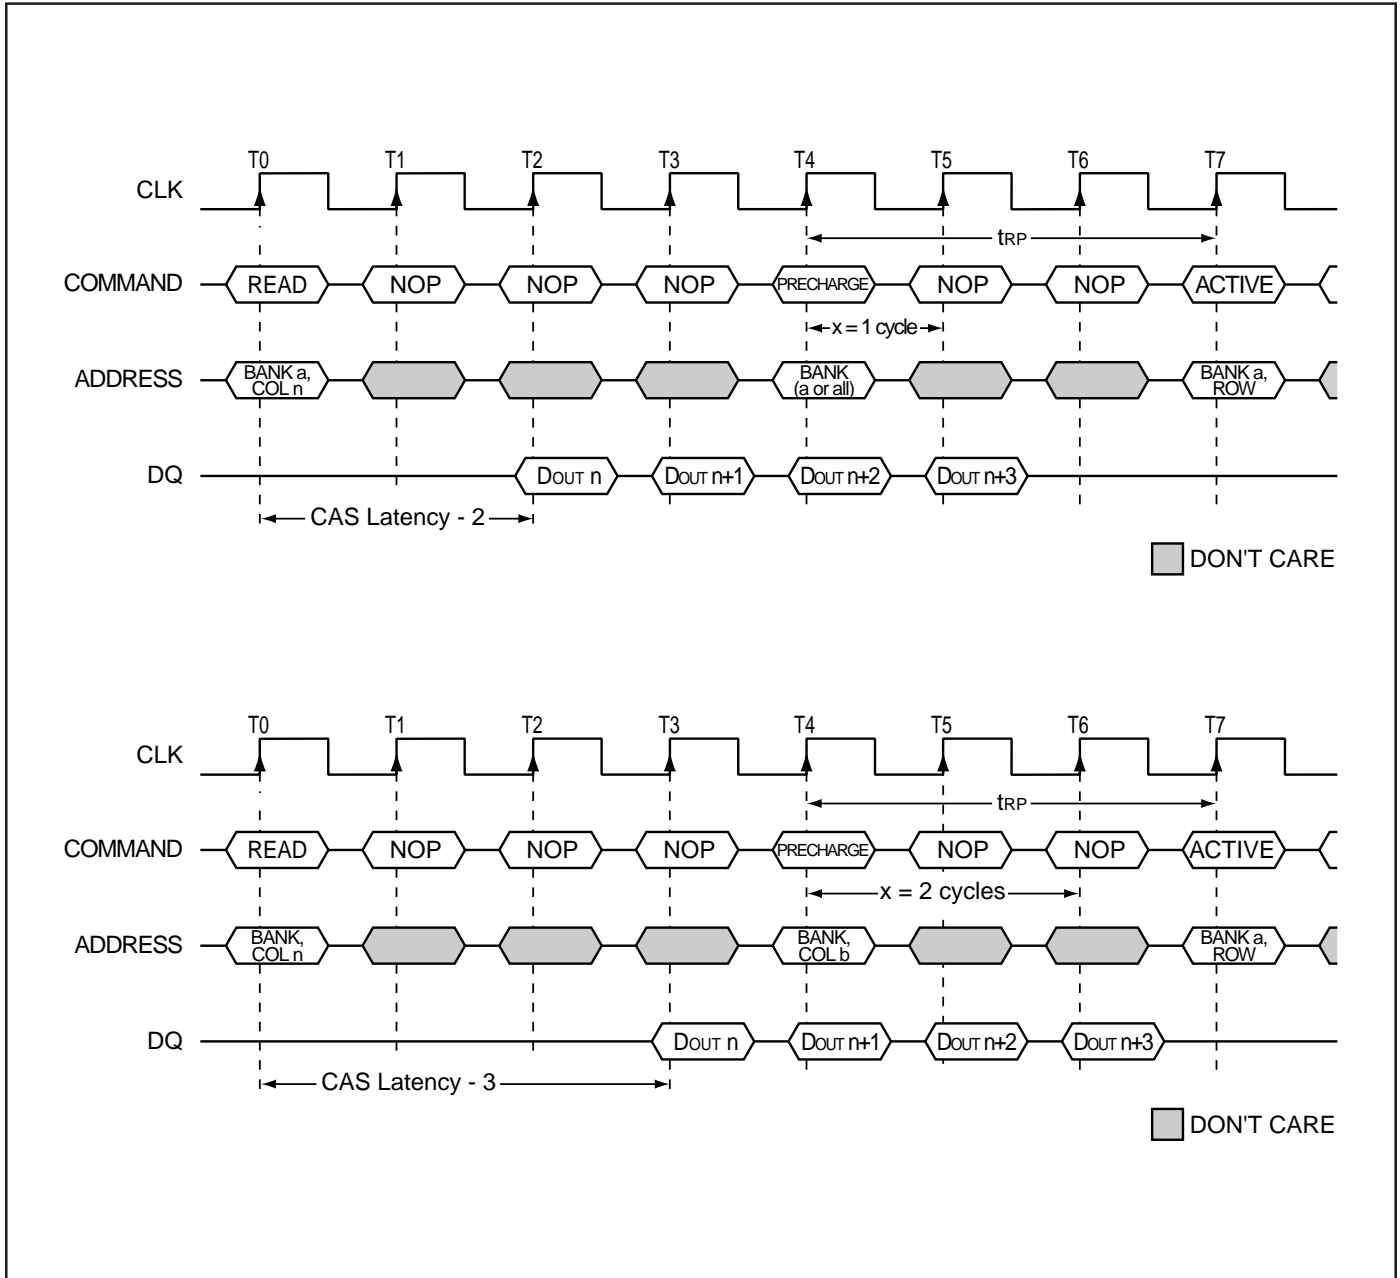 T0 T1 T2 T3 T4 T5 T6 T7
CLK
tRP
COMMAND READ NOP NOP NOP PRECHARGE NOP NOP ACTIVE
x = 1 cycle
ADDRESS BANK a, COL n BANK (a or all) BANK a, ROW
DQ DOUT n DOUT n+1 DOUT n+2 DOUT n+3
CAS Latency - 2
DON'T CARE
T0 T1 T2 T3 T4 T5 T6 T7
CLK
tRP
COMMAND READ NOP NOP NOP PRECHARGE NOP NOP ACTIVE
x = 2 cycles
ADDRESS BANK, COL n BANK, COL b BANK a, ROW
DQ DOUT n DOUT n+1 DOUT n+2 DOUT n+3
CAS Latency - 3
DON'T CARE